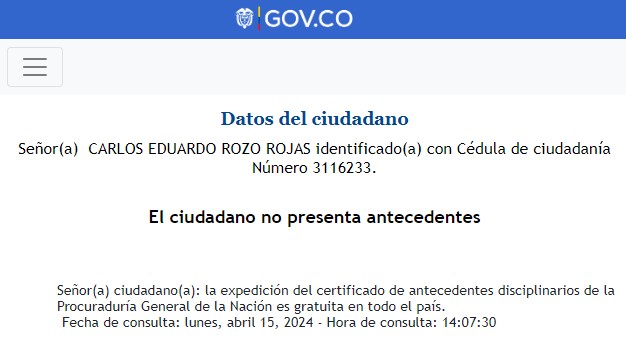 GOV.CO
Datos del ciudadano
Señor(a)  CARLOS EDUARDO ROZO ROJAS identificado(a) con Cédula de ciudadanía
Número 3116233.
El ciudadano no presenta antecedentes
Señor(a) ciudadano(a): la expedición del certificado de antecedentes disciplinarios de la
Procuraduría General de la Nación es gratuita en todo el país.
Fecha de consulta: lunes, abril 15, 2024 - Hora de consulta: 14:07:30